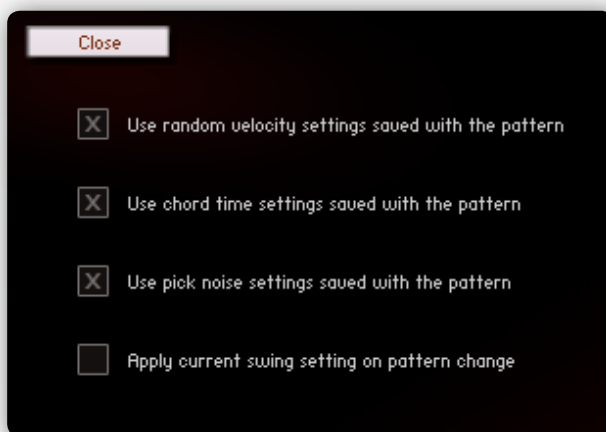 Close
X Use random velocity settings saved with the pattern
X Use chord time settings saved with the pattern
X Use pick noise settings saved with the pattern
Apply current swing setting on pattern change